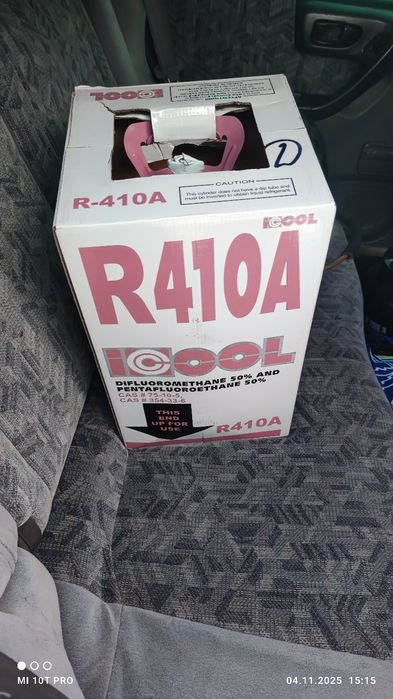 ICOOL
R-410A
CAUTION
This cylinder does not have a dip tube and
must be inverted to obtain liquid refrigerant.
ICOOL
R410A
ICOOL
DIFLUOROMETHANE 50% AND
PENTAFLUOROETHANE 50%
CAS # 75-10-5,
CAS # 354-33-6
THIS
END
UP FOR
USE
R410A
MI 10T PRO
04.11.2025 15:15